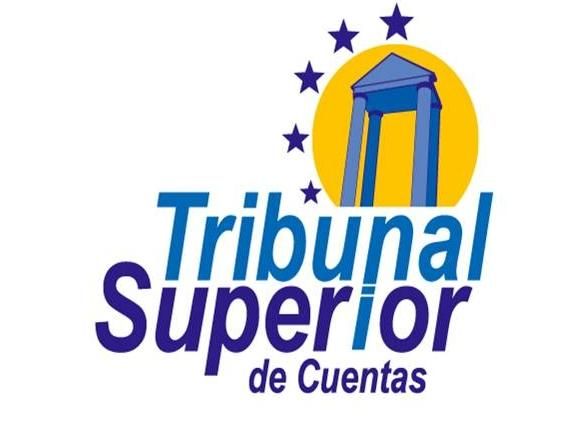 Tribunal
Superior
de Cuentas